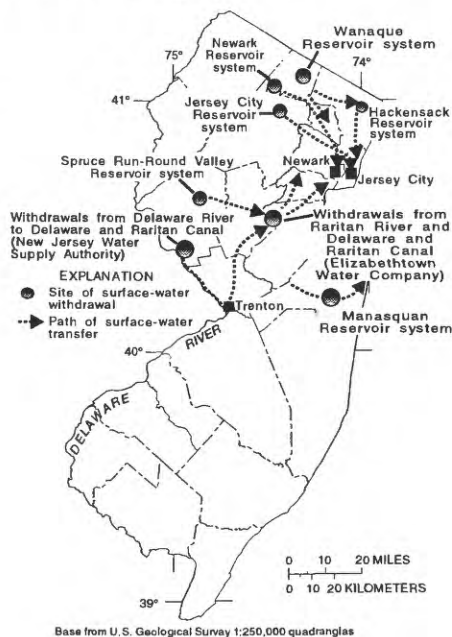 75°
Newark
Reservoir
system
Wanaque
Reservoir system
74°
41°
Jersey City
Reservoir
system
Hackensack
Reservoir
system
Newark
Jersey City
Spruce Run-Round Valley
Reservoir system
Withdrawals from Delaware River
to Delaware and Raritan Canal
(New Jersey Water
Supply Authority)
Withdrawals from
Raritan River and
Delaware and
Raritan Canal
(Elizabethtown
Water Company)
EXPLANATION
Site of surface-water
withdrawal
Path of surface-water
transfer
Trenton
Manasquan
Reservoir system
40°
DELAWARE RIVER
0 10 20 MILES
0 10 20 KILOMETERS
39°
Base from U.S. Geological Survey 1:250,000 quadranglas